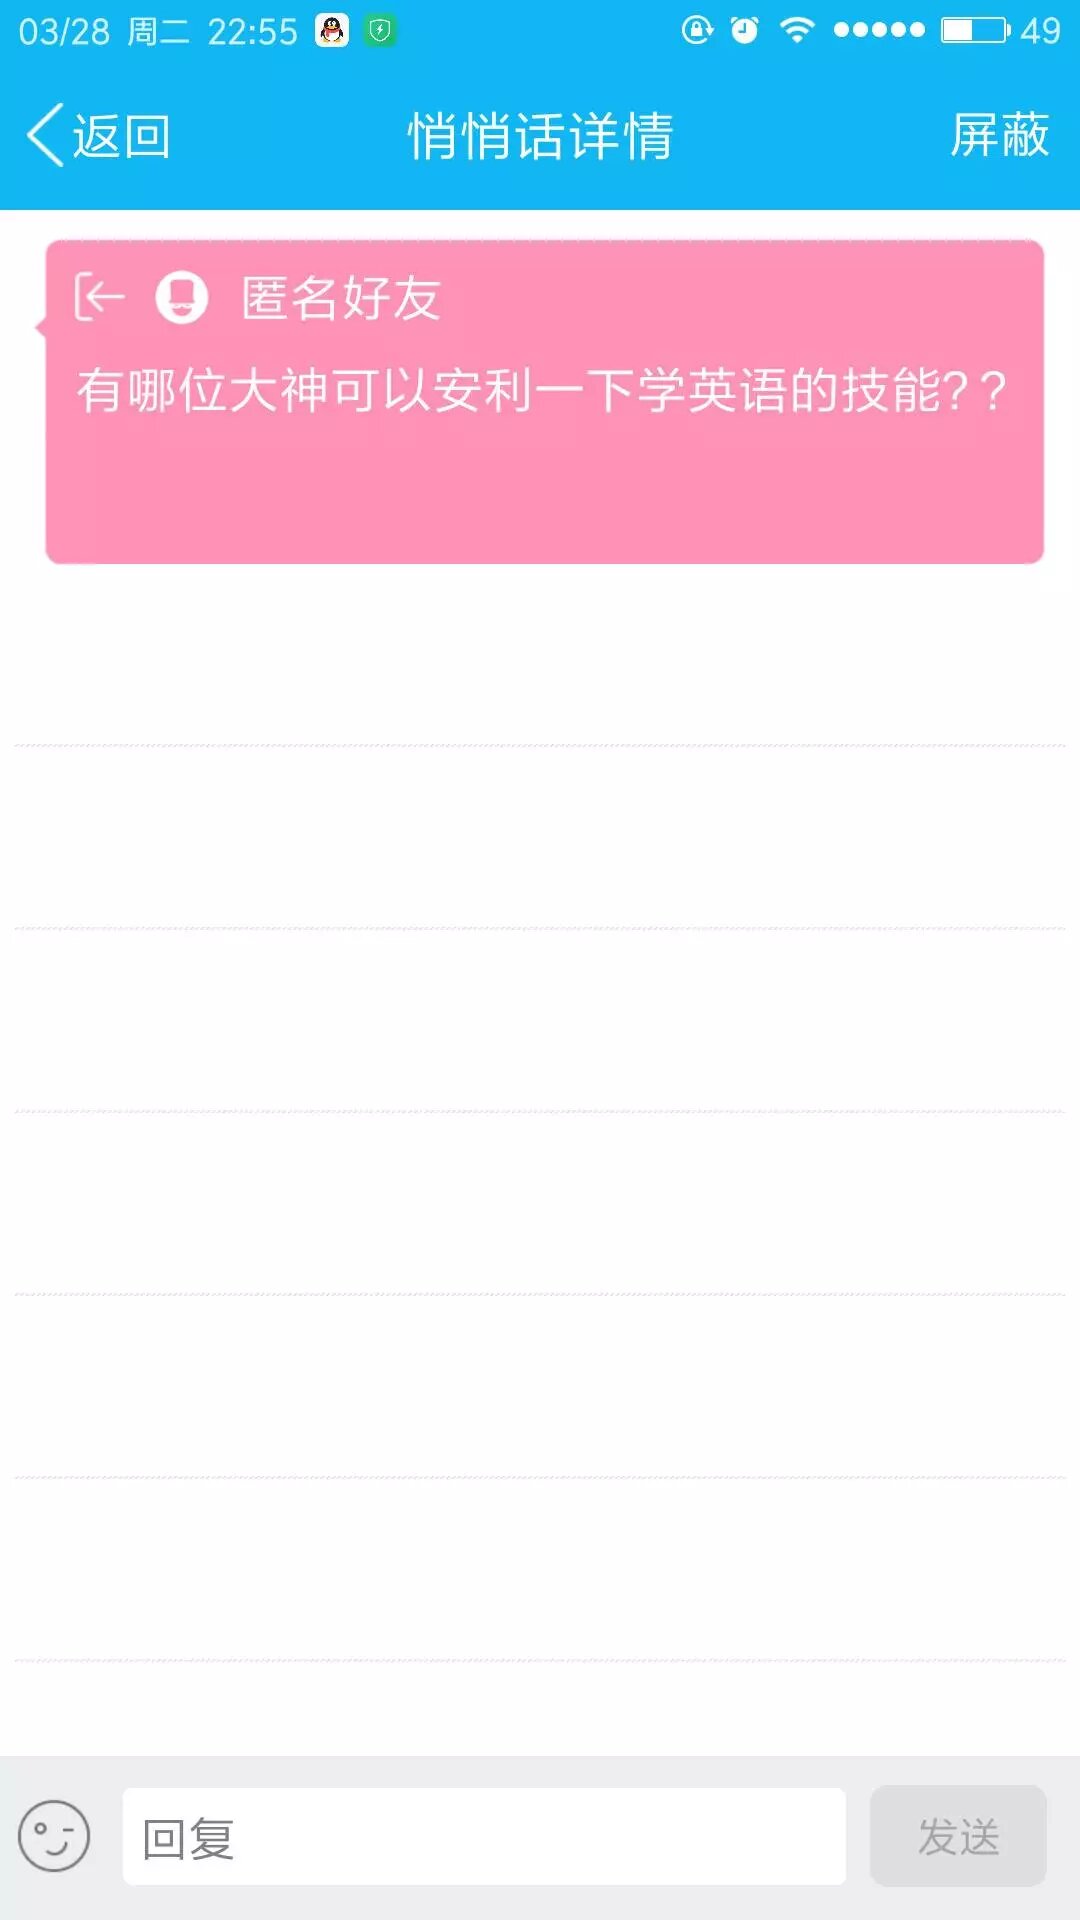 03/28 周二 22:55 49
返回 悄悄话详情 屏蔽
匿名好友
有哪位大神可以安利一下学英语的技能？？
回复 发送